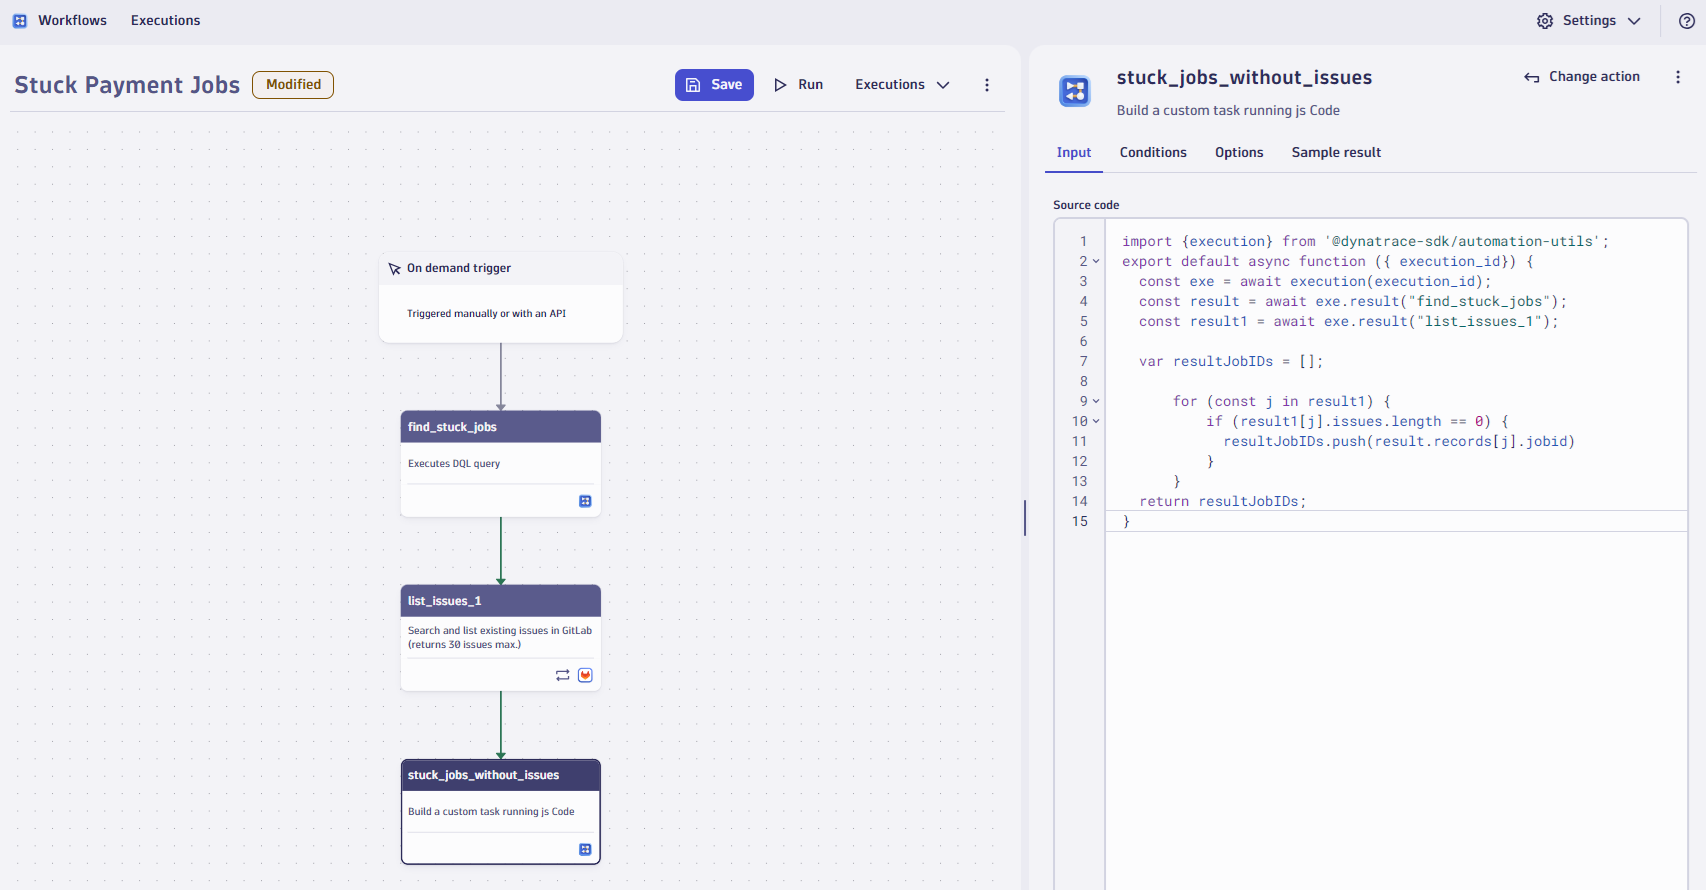 Workflows Executions
Settings
Stuck Payment Jobs Modified
Save Run Executions
On demand trigger
Triggered manually or with an API
find_stuck_jobs
Executes DQL query
list_issues_1
Search and list existing issues in GitLab
(returns 30 issues max.)
stuck_jobs_without_issues
Build a custom task running js Code
stuck_jobs_without_issues
Change action
Build a custom task running js Code
Input Conditions Options Sample result
Source code
1 import {execution} from '@dynatrace-sdk/automation-utils';
2 export default async function ({ execution_id}) {
3 const exe = await execution(execution_id);
4 const result = await exe.result("find_stuck_jobs");
5 const result1 = await exe.result("list_issues_1");
6
7 var resultJobIDs = [];
8
9 for (const j in result1) {
10 if (result1[j].issues.length == 0) {
11 resultJobIDs.push(result.records[j].jobid)
12 }
13 }
14 return resultJobIDs;
15 }